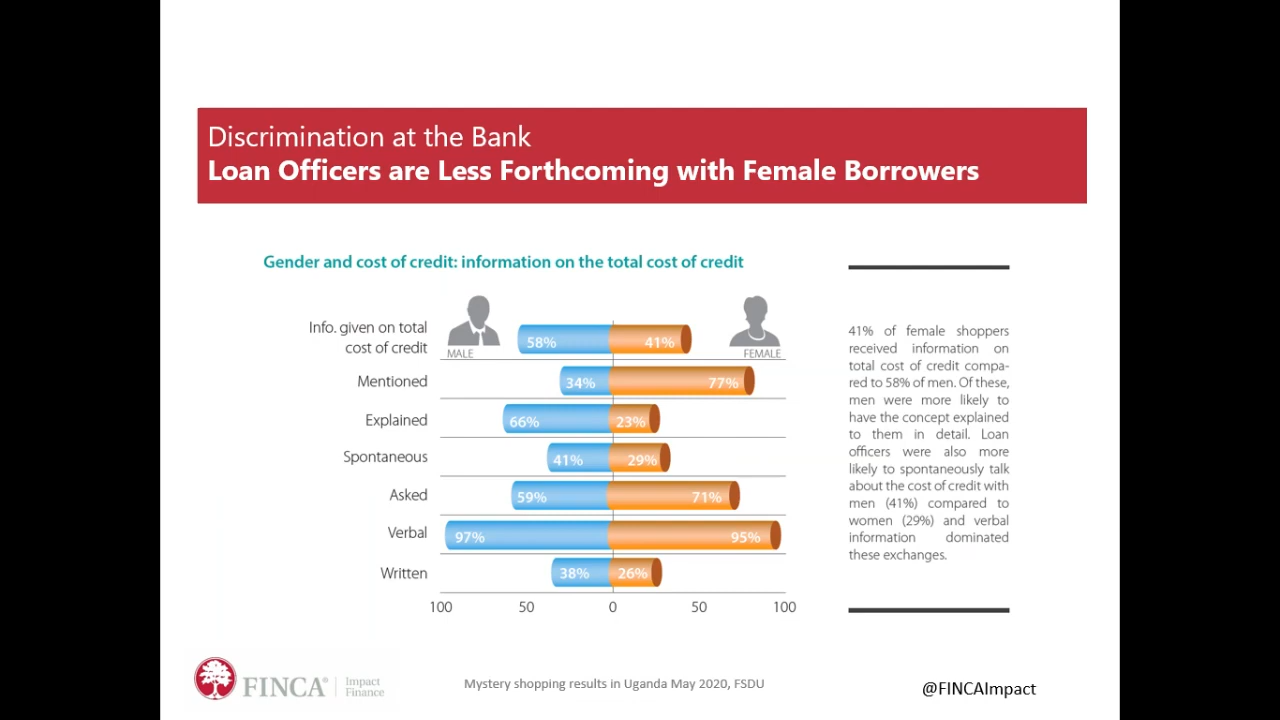 Discrimination at the Bank
Loan Officers are Less Forthcoming with Female Borrowers
Gender and cost of credit: information on the total cost of credit
MALE
FEMALE
Info. given on total
cost of credit
58%
41%
Mentioned
34%
77%
Explained
66%
23%
Spontaneous
41%
29%
Asked
59%
71%
Verbal
97%
95%
Written
38%
26%
100 50 0 50 100
41% of female shoppers
received information on
total cost of credit compa-
red to 58% of men. Of these,
men were more likely to
have the concept explained
to them in detail. Loan
officers were also more
likely to spontaneously talk
about the cost of credit with
men (41%) compared to
women (29%) and verbal
information dominated
these exchanges.
FINCA®
Impact
Finance
Mystery shopping results in Uganda May 2020, FSDU
@FINCAImpact